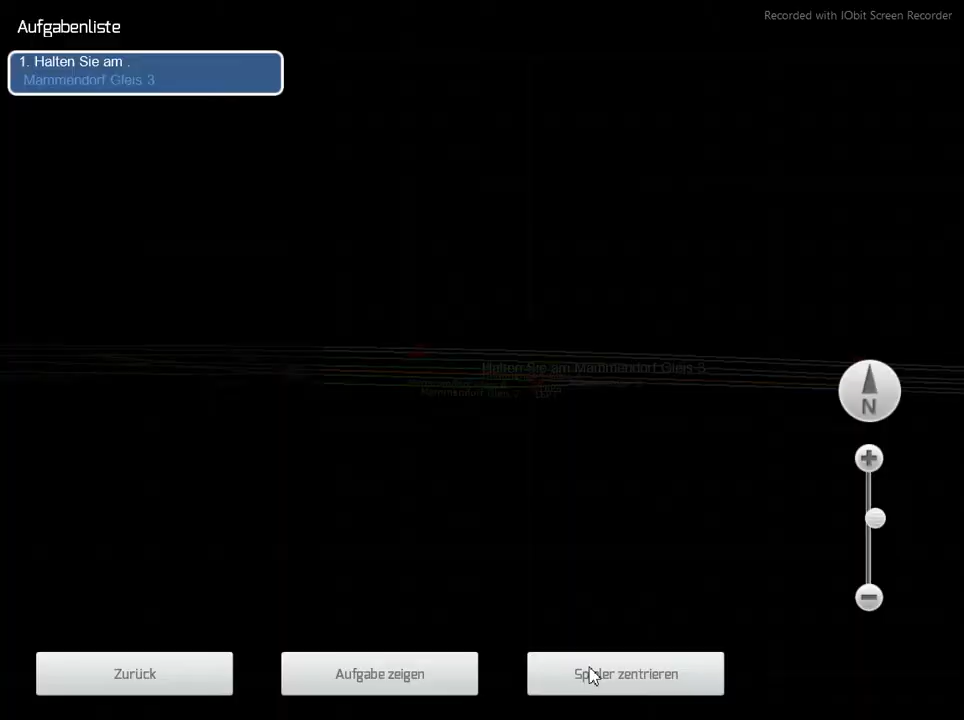 Aufgabenliste
Recorded with IObit Screen Recorder
1. Halten Sie am .
Mammendorf Gleis 3
Halten Sie am Mammendorf Gleis 3
N
Zurück
Aufgabe zeigen
Spieler zentrieren